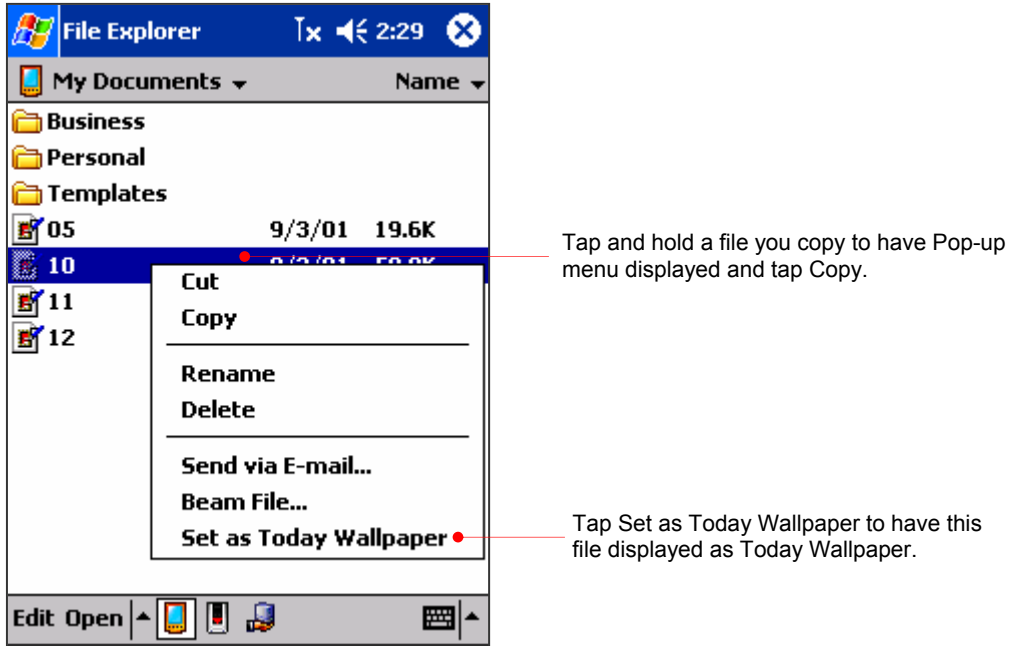 File Explorer 2:29
My Documents Name
Business
Personal
Templates
05 9/3/01 19.6K
10
11
12
Cut
Copy
Rename
Delete
Send via E-mail...
Beam File...
Set as Today Wallpaper
Edit Open
Tap and hold a file you copy to have Pop-up
menu displayed and tap Copy.
Tap Set as Today Wallpaper to have this
file displayed as Today Wallpaper.